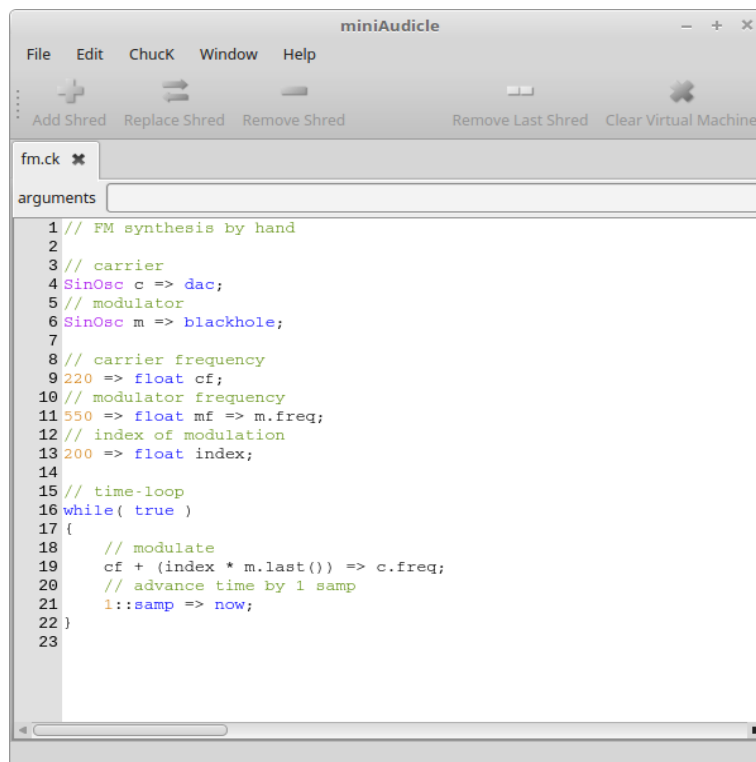 miniAudicle
File Edit ChucK Window Help
Add Shred Replace Shred Remove Shred Remove Last Shred Clear Virtual Machine
fm.ck
arguments
1 // FM synthesis by hand
2
3 // carrier
4 SinOsc c => dac;
5 // modulator
6 SinOsc m => blackhole;
7
8 // carrier frequency
9 220 => float cf;
10 // modulator frequency
11 550 => float mf => m.freq;
12 // index of modulation
13 200 => float index;
14
15 // time-loop
16 while( true )
17 {
18 // modulate
19 cf + (index * m.last()) => c.freq;
20 // advance time by 1 samp
21 1::samp => now;
22 }
23